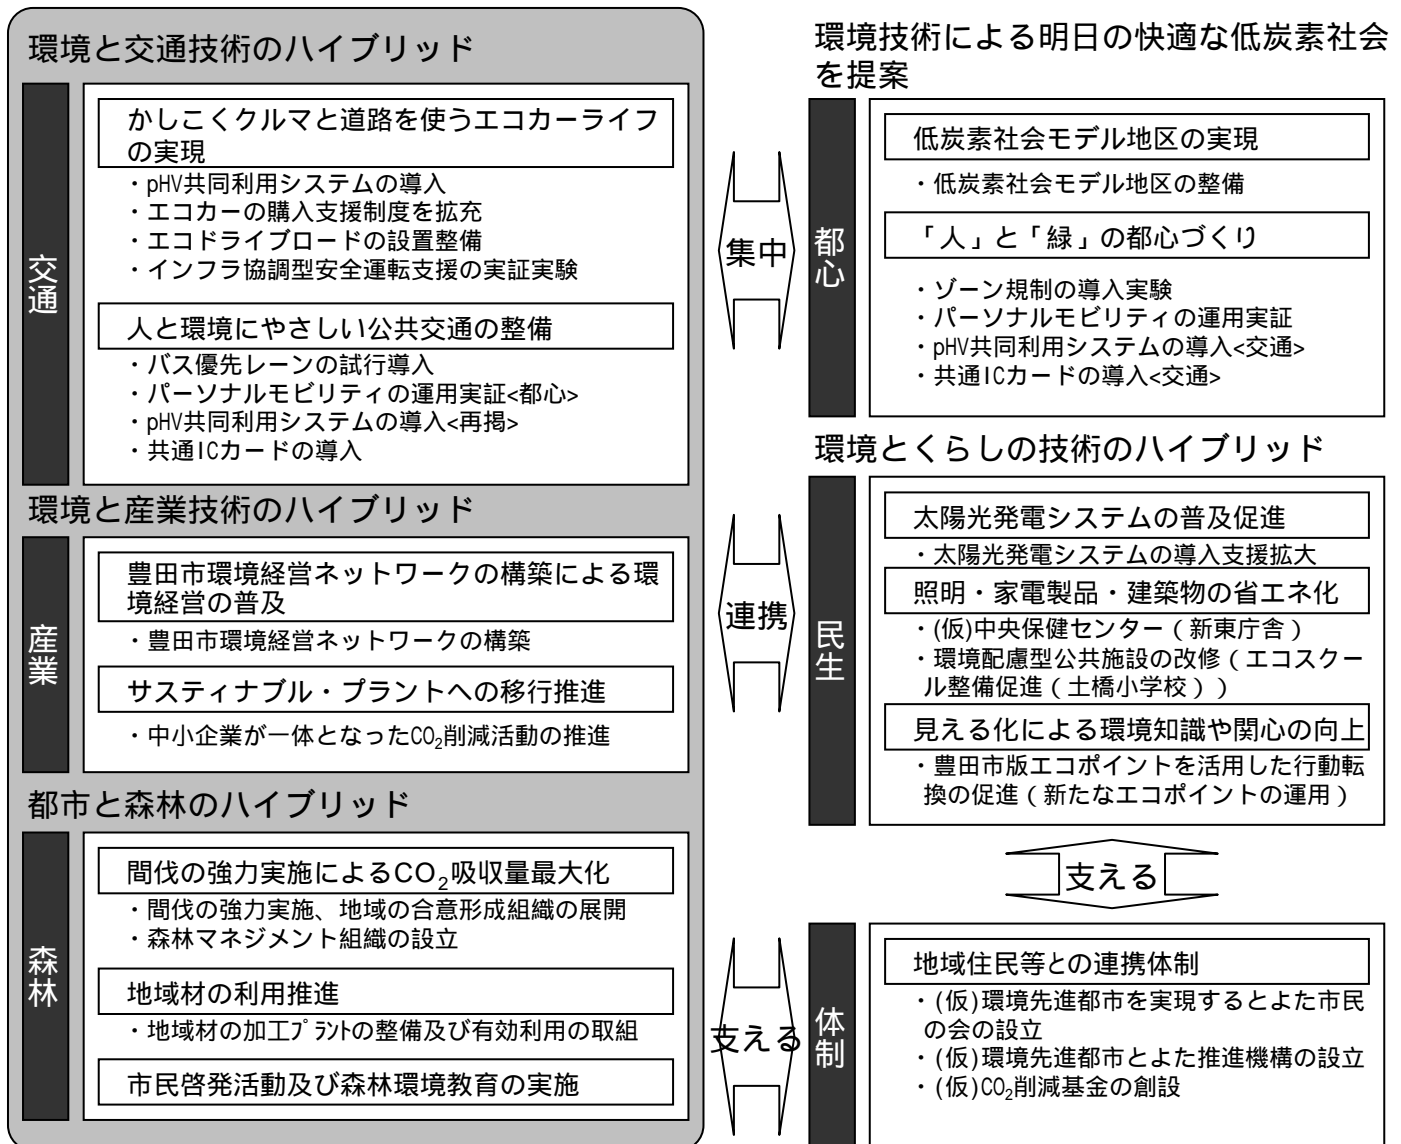 環境と交通技術のハイブリッド
交通
かしこくクルマと道路を使うエコカーライフ
の実現
・pHV共同利用システムの導入
・エコカーの購入支援制度を拡充
・エコドライブロードの設置整備
・インフラ協調型安全運転支援の実証実験
人と環境にやさしい公共交通の整備
・バス優先レーンの試行導入
・パーソナルモビリティの運用実証<都心>
・pHV共同利用システムの導入<再掲>
・共通ICカードの導入
環境と産業技術のハイブリッド
産業
豊田市環境経営ネットワークの構築による環
境経営の普及
・豊田市環境経営ネットワークの構築
サスティナブル・プラントへの移行推進
・中小企業が一体となったCO₂削減活動の推進
都市と森林のハイブリッド
森林
間伐の強力実施によるCO₂吸収量最大化
・間伐の強力実施、地域の合意形成組織の展開
・森林マネジメント組織の設立
地域材の利用推進
・地域材の加工ﾌﾟﾗﾝﾄの整備及び有効利用の取組
市民啓発活動及び森林環境教育の実施
集中
連携
支える
環境技術による明日の快適な低炭素社会
を提案
都心
低炭素社会モデル地区の実現
・低炭素社会モデル地区の整備
「人」と「緑」の都心づくり
・ゾーン規制の導入実験
・パーソナルモビリティの運用実証
・pHV共同利用システムの導入<交通>
・共通ICカードの導入<交通>
環境とくらしの技術のハイブリッド
民生
太陽光発電システムの普及促進
・太陽光発電システムの導入支援拡大
照明・家電製品・建築物の省エネ化
・(仮)中央保健センター（新東庁舎）
・環境配慮型公共施設の改修（エコスクー
ル整備促進（土橋小学校））
見える化による環境知識や関心の向上
・豊田市版エコポイントを活用した行動転
換の促進（新たなエコポイントの運用）
支える
体制
地域住民等との連携体制
・(仮)環境先進都市を実現するとよた市民
の会の設立
・(仮)環境先進都市とよた推進機構の設立
・(仮)CO₂削減基金の創設